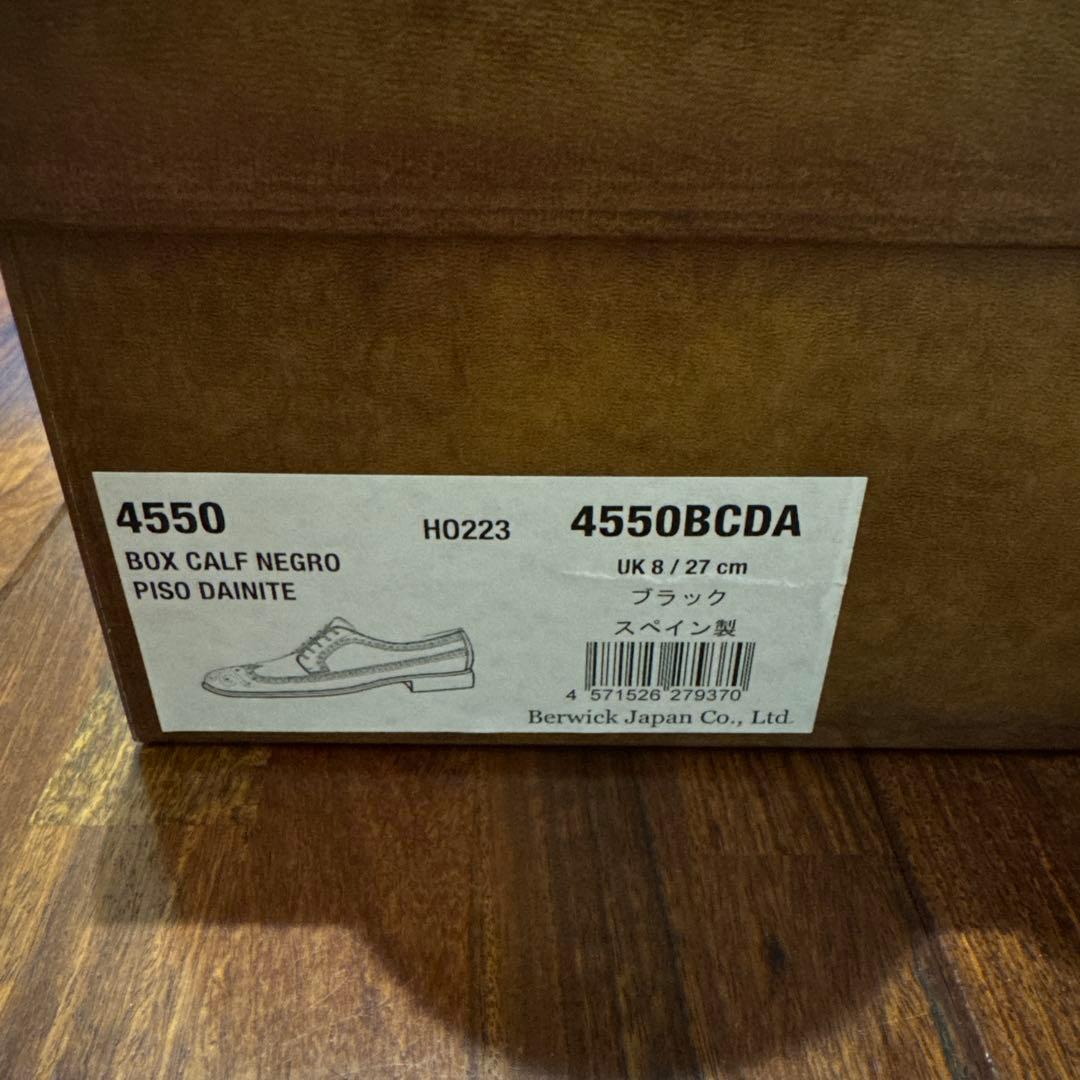 4550
H0223
4550BCDA
BOX CALF NEGRO
PISO DAINITE
UK 8 / 27 cm
ブラック
スペイン製
4 571526 279370
Berwick Japan Co., Ltd.